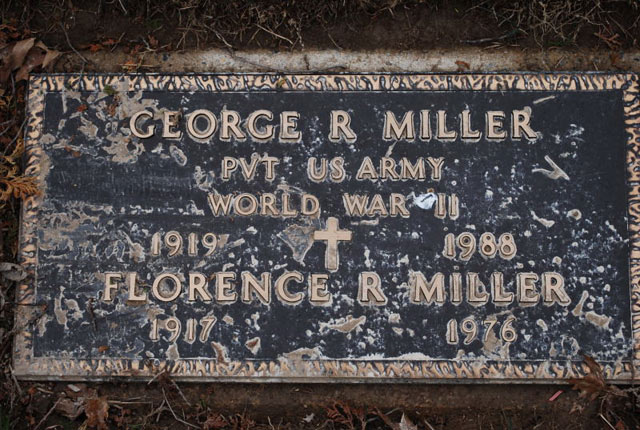 GEORGE R MILLER
PVT US ARMY
WORLD WAR II
1919 1988
FLORENCE R MILLER
1917 1976